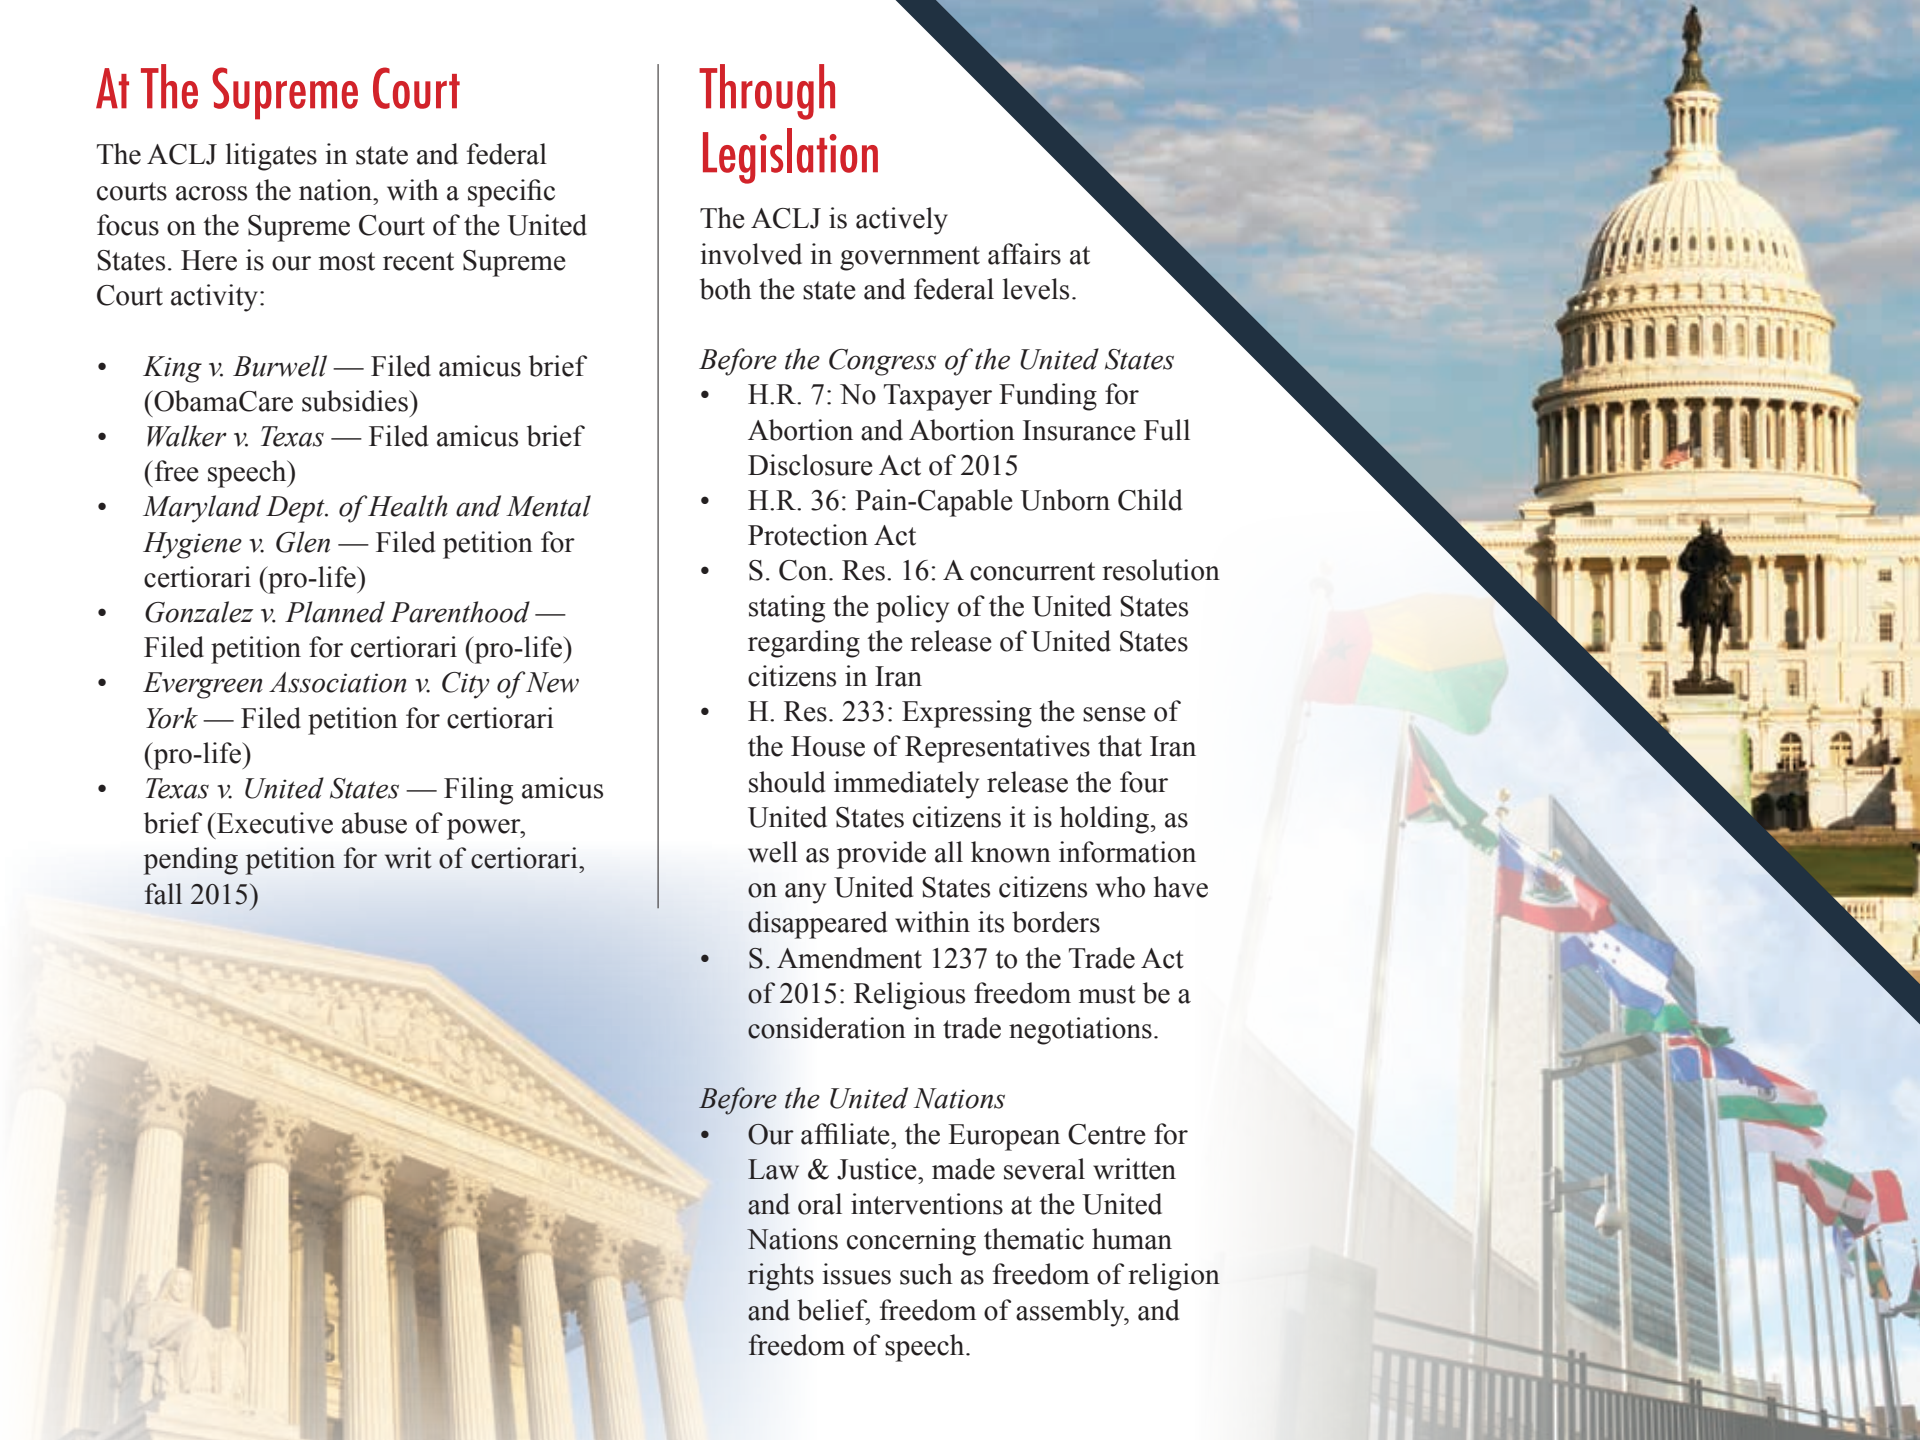 At The Supreme Court
The ACLJ litigates in state and federal
courts across the nation, with a specific
focus on the Supreme Court of the United
States. Here is our most recent Supreme
Court activity:
• King v. Burwell — Filed amicus brief
(ObamaCare subsidies)
• Walker v. Texas — Filed amicus brief
(free speech)
• Maryland Dept. of Health and Mental
Hygiene v. Glen — Filed petition for
certiorari (pro-life)
• Gonzalez v. Planned Parenthood —
Filed petition for certiorari (pro-life)
• Evergreen Association v. City of New
York — Filed petition for certiorari
(pro-life)
• Texas v. United States — Filing amicus
brief (Executive abuse of power,
pending petition for writ of certiorari,
fall 2015)
Through
Legislation
The ACLJ is actively
involved in government affairs at
both the state and federal levels.
Before the Congress of the United States
• H.R. 7: No Taxpayer Funding for
Abortion and Abortion Insurance Full
Disclosure Act of 2015
• H.R. 36: Pain-Capable Unborn Child
Protection Act
• S. Con. Res. 16: A concurrent resolution
stating the policy of the United States
regarding the release of United States
citizens in Iran
• H. Res. 233: Expressing the sense of
the House of Representatives that Iran
should immediately release the four
United States citizens it is holding, as
well as provide all known information
on any United States citizens who have
disappeared within its borders
• S. Amendment 1237 to the Trade Act
of 2015: Religious freedom must be a
consideration in trade negotiations.
Before the United Nations
• Our affiliate, the European Centre for
Law & Justice, made several written
and oral interventions at the United
Nations concerning thematic human
rights issues such as freedom of religion
and belief, freedom of assembly, and
freedom of speech.